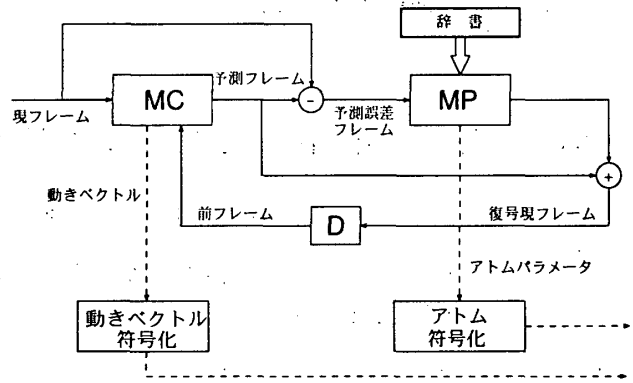 辞 書
予測フレーム
MC
-
MP
現フレーム
予測誤差
フレーム
動きベクトル
+
前フレーム
D
復号現フレーム
アトムパラメータ
動きベクトル
符号化
アトム
符号化